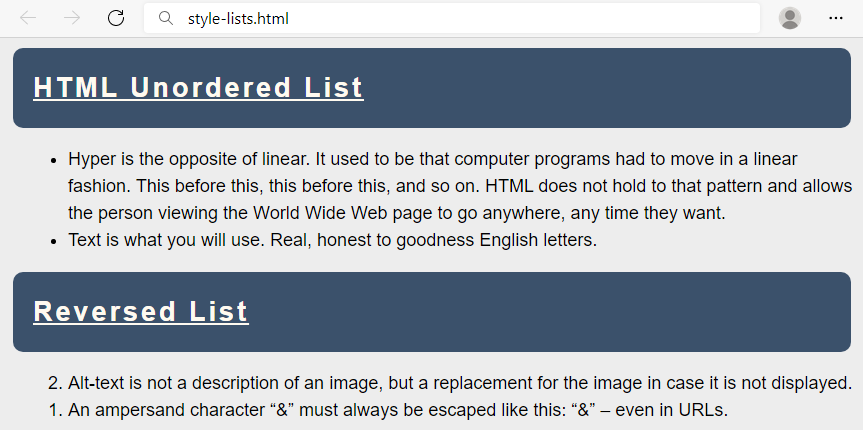 style-lists.html
HTML Unordered List
• Hyper is the opposite of linear. It used to be that computer programs had to move in a linear
fashion. This before this, this before this, and so on. HTML does not hold to that pattern and allows
the person viewing the World Wide Web page to go anywhere, any time they want.
• Text is what you will use. Real, honest to goodness English letters.
Reversed List
2. Alt-text is not a description of an image, but a replacement for the image in case it is not displayed.
1. An ampersand character “&” must always be escaped like this: “&” – even in URLs.